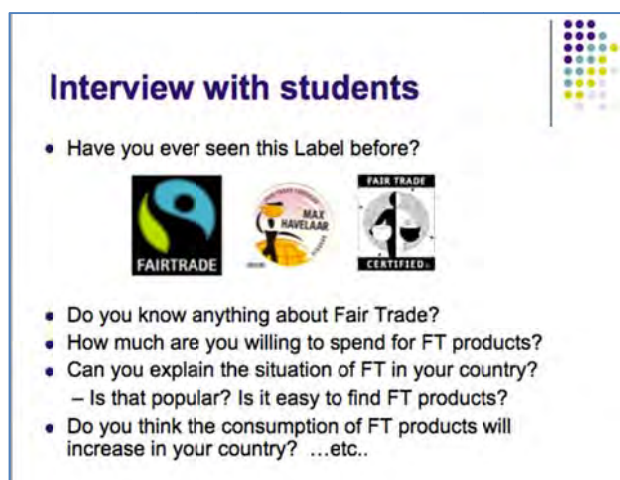 Interview with students
• Have you ever seen this Label before?
FAIRTRADE
MAX
HAVELAAR
FAIR TRADE
CERTIFIED
• Do you know anything about Fair Trade?
• How much are you willing to spend for FT products?
• Can you explain the situation of FT in your country?
– Is that popular? Is it easy to find FT products?
• Do you think the consumption of FT products will
increase in your country? ...etc..